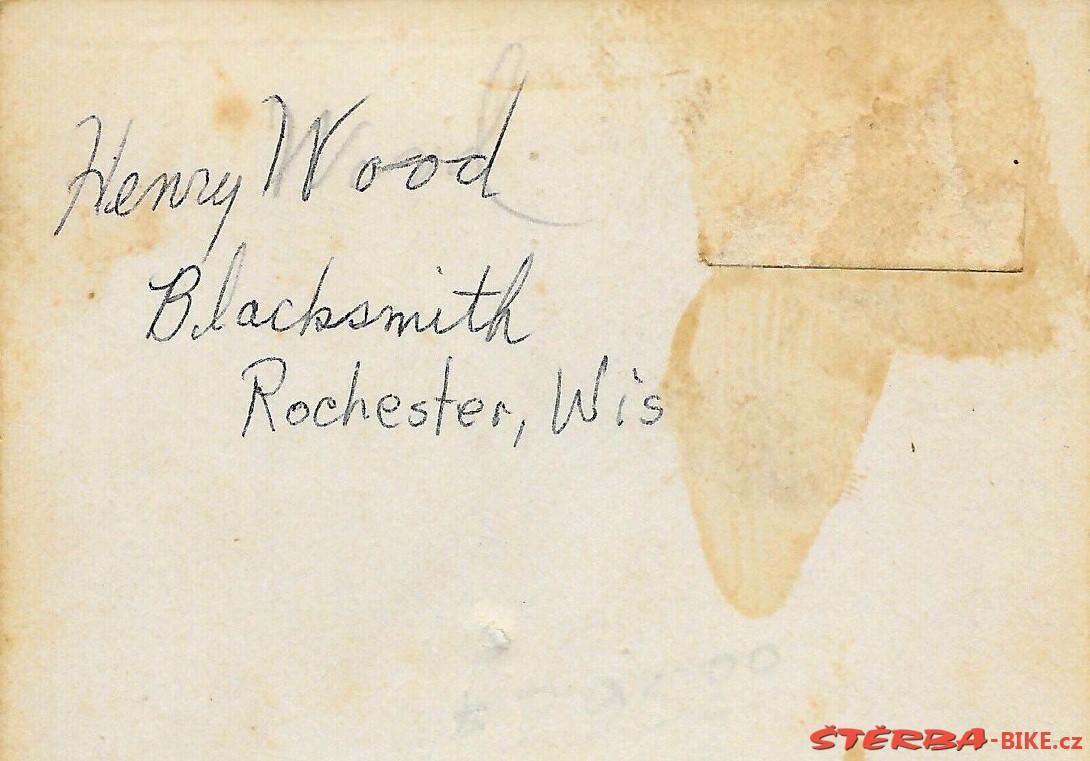 Henry Wood
Blacksmith
Rochester, Wis
ŠTĚRBA-BIKE.cz